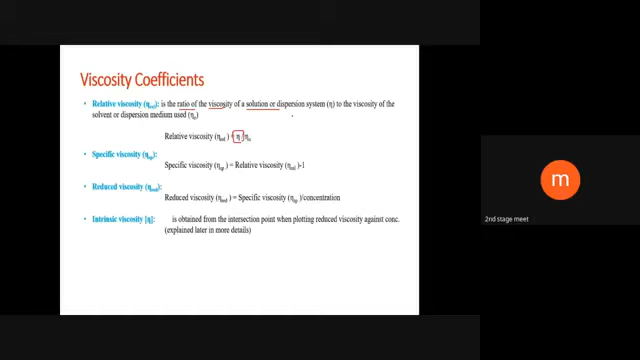 Viscosity Coefficients
• Relative viscosity (ηrel): is the ratio of the viscosity of a solution or dispersion system (η) to the viscosity of the
solvent or dispersion medium used (ηo)
Relative viscosity (ηrel) = η / ηo
• Specific viscosity (ηsp):
Specific viscosity (ηsp) = Relative viscosity (ηrel)-1
• Reduced viscosity (ηred):
Reduced viscosity (ηred) = Specific viscosity (ηsp)/concentration
• Intrinsic viscosity [η]: is obtained from the intersection point when plotting reduced viscosity against conc.
(explained later in more details)
m
2nd stage meet